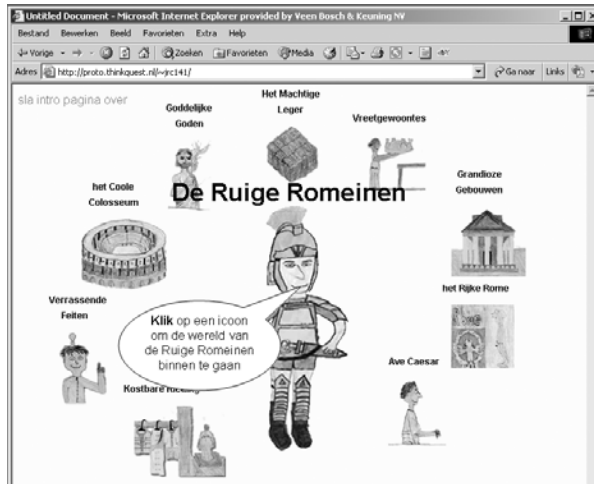 Untitled Document - Microsoft Internet Explorer provided by Veen Bosch & Keuning NV
Bestand Bewerken Beeld Favorieten Extra Help
Vorige Zoeken Favorieten Media
Adres http://proto.thinkquest.nl/~jrc141/ Ga naar Links
sla intro pagina over
Goddelijke
Goden
Het Machtige
Leger
Vreetgewoontes
Grandioze
Gebouwen
het Coole
Colosseum
De Ruige Romeinen
het Rijke Rome
Verrassende
Feiten
Klik op een icoon
om de wereld van
de Ruige Romeinen
binnen te gaan
Ave Caesar
Kostbare